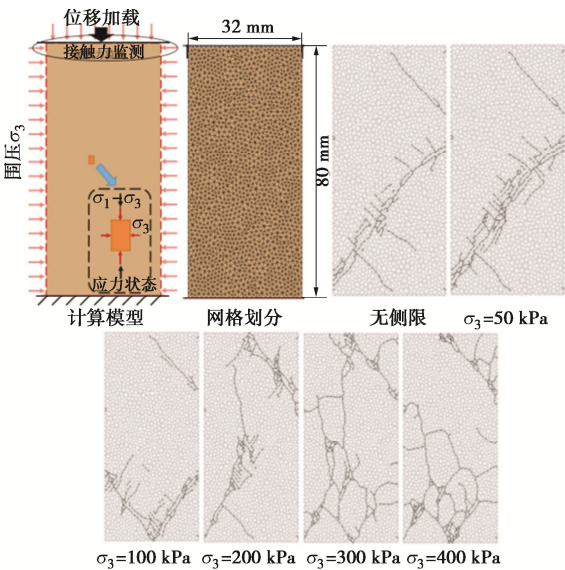 位移加载
接触力监测
围压σ₃
σ₁-σ₃
σ₃
应力状态
32 mm
80 mm
计算模型
网格划分
无侧限
σ₃=50 kPa
σ₃=100 kPa
σ₃=200 kPa
σ₃=300 kPa
σ₃=400 kPa